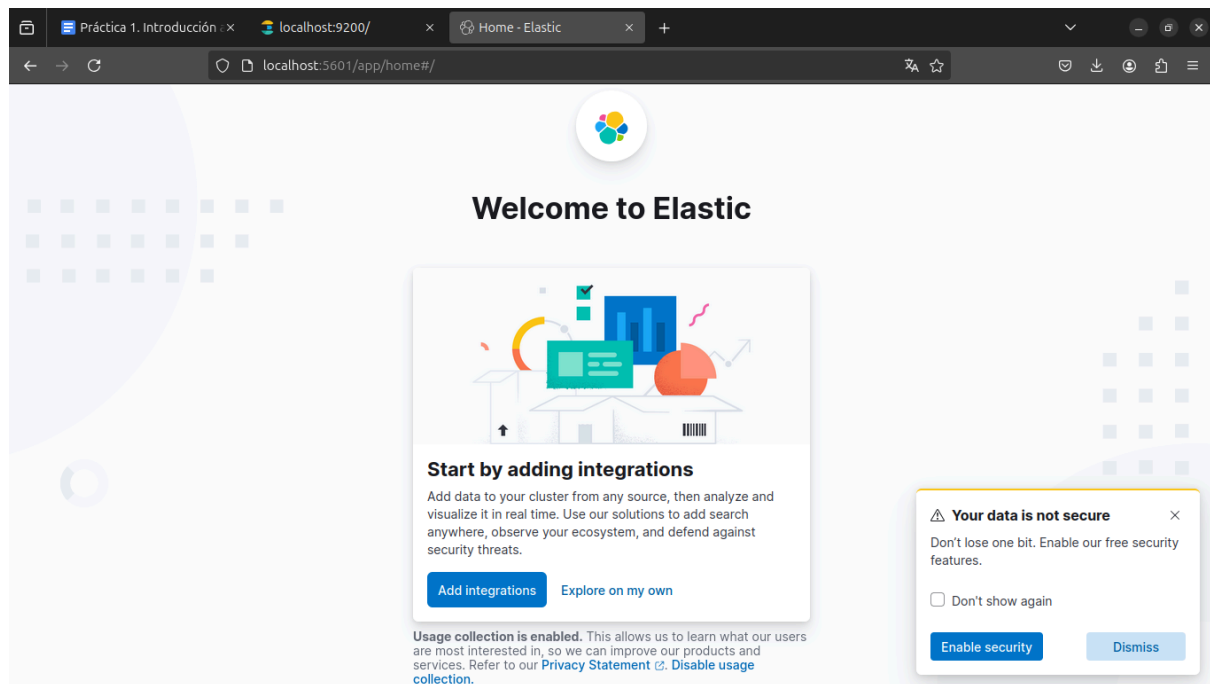 Práctica 1. Introducción a
localhost:9200/
Home - Elastic
localhost:5601/app/home#/
Welcome to Elastic
Start by adding integrations
Add data to your cluster from any source, then analyze and
visualize it in real time. Use our solutions to add search
anywhere, observe your ecosystem, and defend against
security threats.
Add integrations
Explore on my own
Usage collection is enabled. This allows us to learn what our users
are most interested in, so we can improve our products and
services. Refer to our Privacy Statement. Disable usage
collection.
Your data is not secure
Don't lose one bit. Enable our free security
features.
Don't show again
Enable security
Dismiss